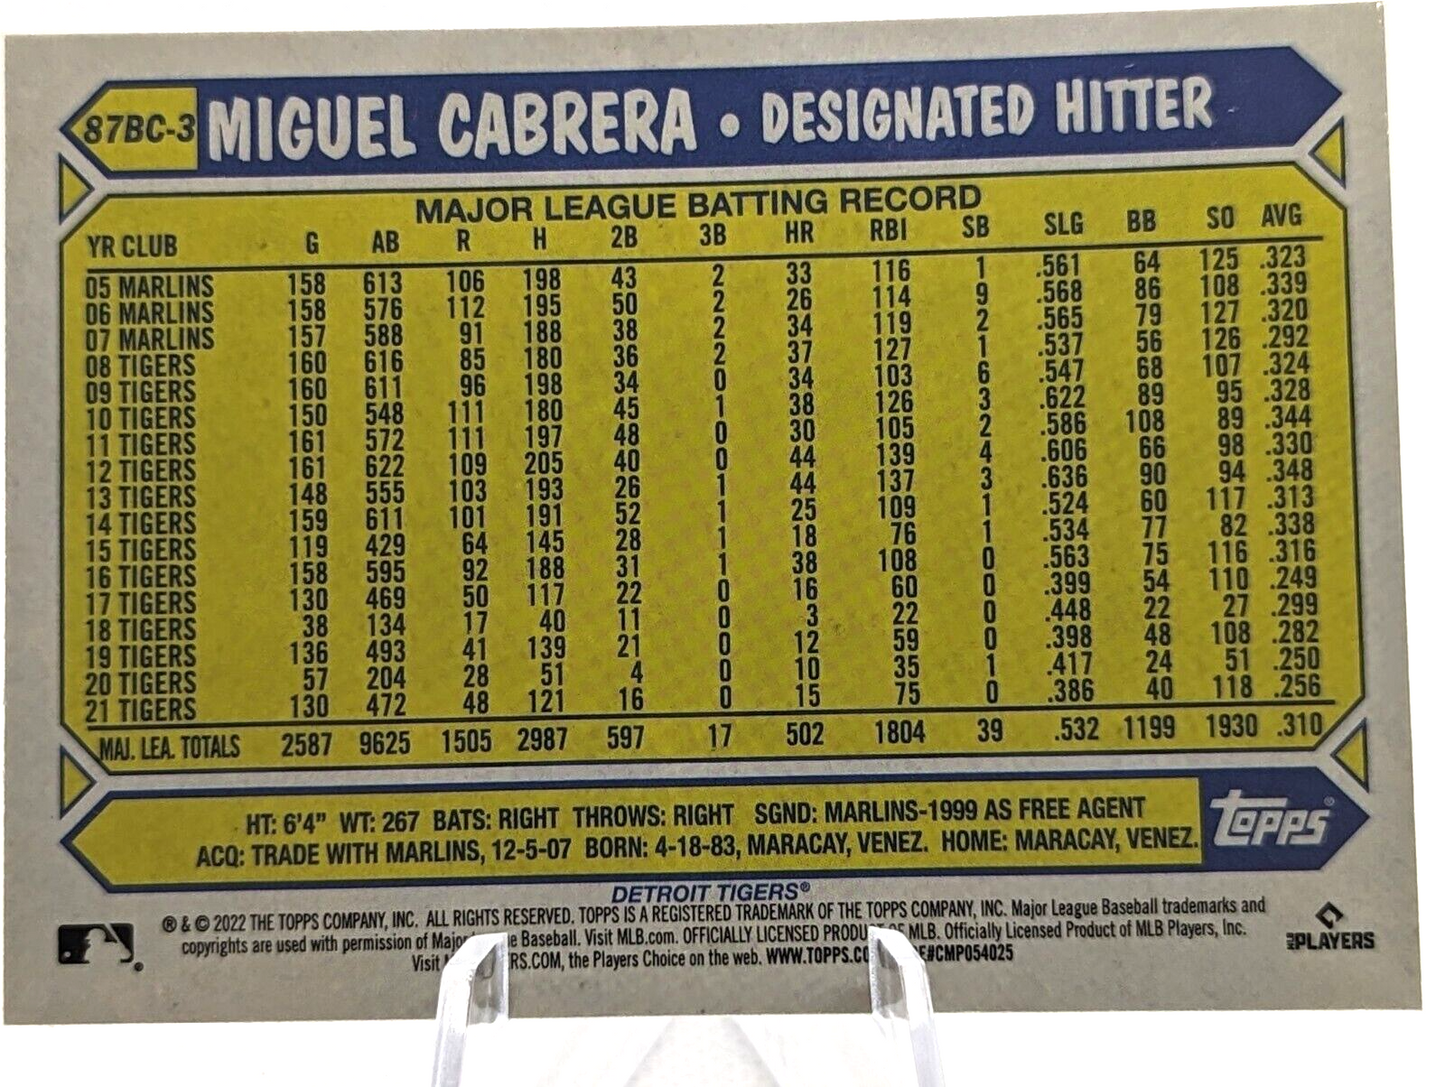 87BC-3 MIGUEL CABRERA • DESIGNATED HITTER
MAJOR LEAGUE BATTING RECORD
YR CLUB G AB R H 2B 3B HR RBI SB SLG BB SO AVG
05 MARLINS 158 613 106 198 43 2 33 116 1 .561 64 125 .323
06 MARLINS 158 576 112 195 50 2 26 114 9 .568 86 108 .339
07 MARLINS 157 588 91 188 38 2 34 119 2 .565 79 127 .320
08 TIGERS 160 616 85 180 36 2 37 127 1 .537 56 126 .292
09 TIGERS 160 611 96 198 34 0 34 103 6 .547 68 107 .324
10 TIGERS 150 548 111 180 45 1 38 126 3 .622 89 95 .328
11 TIGERS 161 572 111 197 48 0 30 105 2 .586 108 89 .344
12 TIGERS 161 622 109 205 40 0 44 139 4 .606 66 98 .330
13 TIGERS 148 555 103 193 26 1 44 137 3 .636 90 94 .348
14 TIGERS 159 611 101 191 52 1 25 109 1 .524 60 117 .313
15 TIGERS 119 429 64 145 28 1 18 76 1 .534 77 82 .338
16 TIGERS 158 595 92 188 31 1 38 108 0 .563 75 116 .316
17 TIGERS 130 469 50 117 22 0 16 60 0 .399 54 110 .249
18 TIGERS 38 134 17 40 11 0 3 22 0 .448 22 27 .299
19 TIGERS 136 493 41 139 21 0 12 59 0 .398 48 108 .282
20 TIGERS 57 204 28 51 4 0 10 35 1 .417 24 51 .250
21 TIGERS 130 472 48 121 16 0 15 75 0 .386 40 118 .256
MAJ. LEA. TOTALS 2587 9625 1505 2987 597 17 502 1804 39 .532 1199 1930 .310
HT: 6'4" WT: 267 BATS: RIGHT THROWS: RIGHT SGND: MARLINS-1999 AS FREE AGENT
ACQ: TRADE WITH MARLINS, 12-5-07 BORN: 4-18-83, MARACAY, VENEZ. HOME: MARACAY, VENEZ.
topps®
DETROIT TIGERS®
® & © 2022 THE TOPPS COMPANY, INC. ALL RIGHTS RESERVED. TOPPS IS A REGISTERED TRADEMARK OF THE TOPPS COMPANY, INC. Major League Baseball trademarks and
copyrights are used with permission of Major e Baseball. Visit MLB.com. OFFICIALLY LICENSED PRODUCT OF MLB. Officially Licensed Product of MLB Players, Inc.
Visit RS.COM, the Players Choice on the web. WWW.TOPPS.CO E#CMP054025
PLAYERS